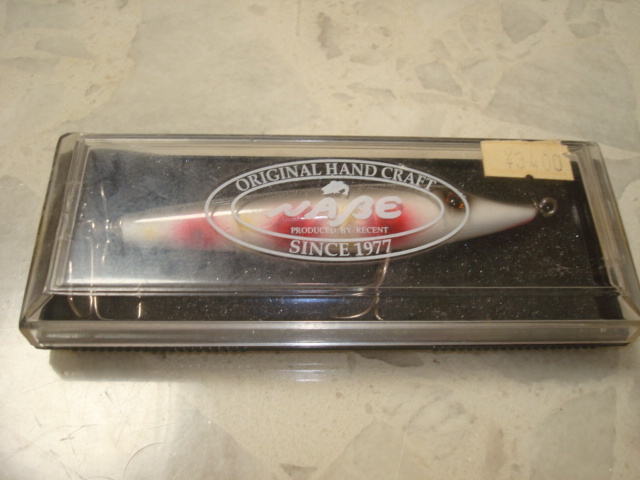 ORIGINAL HAND CRAFT
NABE
PRODUCED BY RECENT
SINCE 1977
¥3400